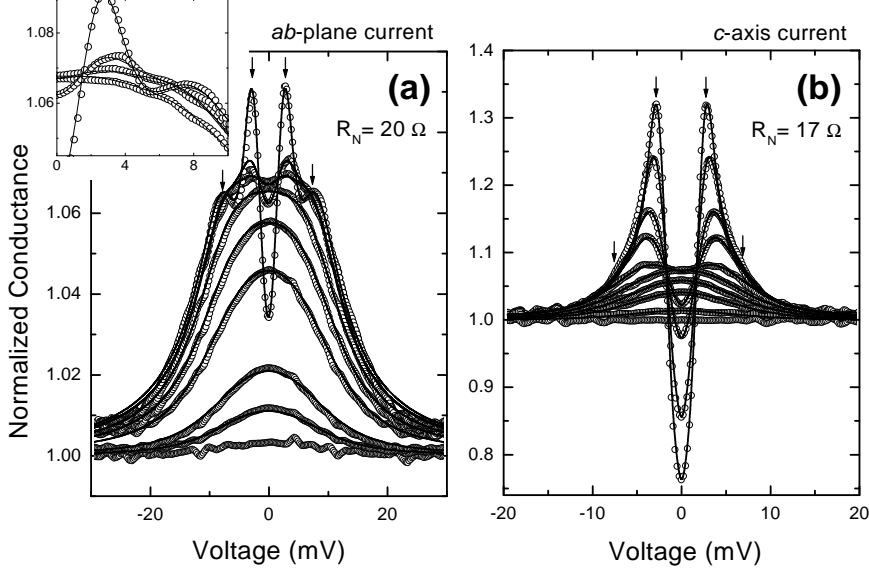 ab-plane current
c-axis current
1.08
1.06
0
4
8
(a)
R_N= 20 Ω
1.06
1.04
1.02
1.00
Normalized Conductance
-20
0
20
Voltage (mV)
1.4
1.3
1.2
1.1
1.0
0.9
0.8
(b)
R_N= 17 Ω
-20
-10
0
10
20
Voltage (mV)